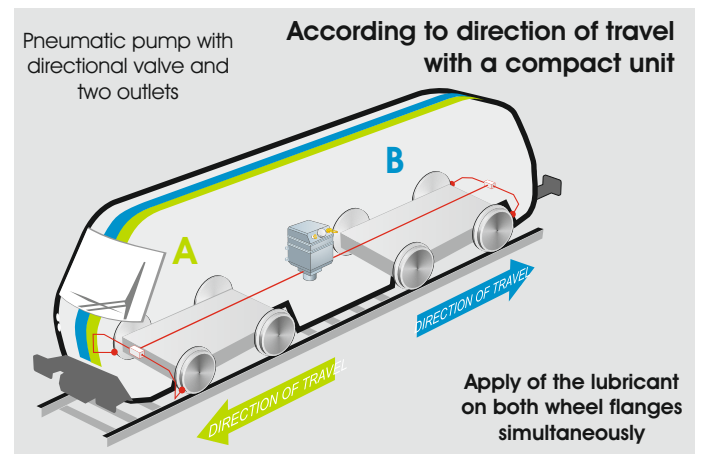 Pneumatic pump with
directional valve and
two outlets
According to direction of travel
with a compact unit
B
A
DIRECTION OF TRAVEL
DIRECTION OF TRAVEL
Apply of the lubricant
on both wheel flanges
simultaneously